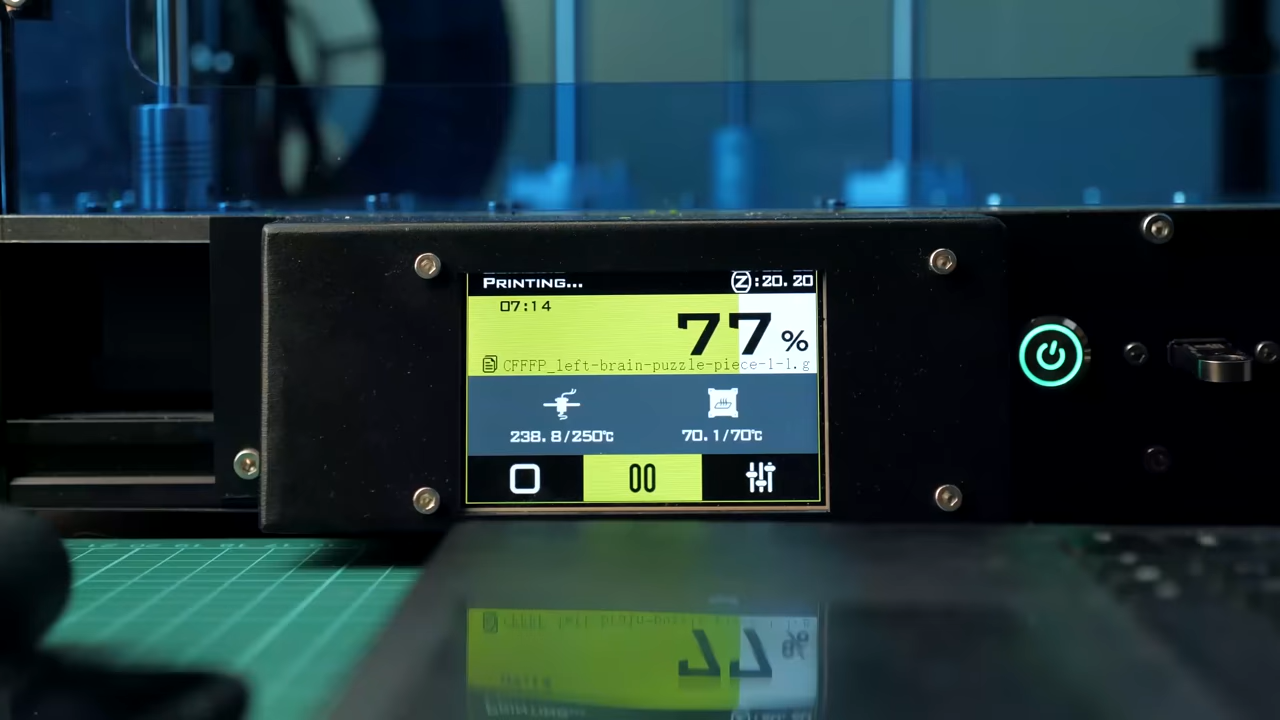 PRINTING... Z:20.20
07:14
77%
CFFFP_left-brain-puzzle-piece-1-1.g
238.8/250℃ 70.1/70℃